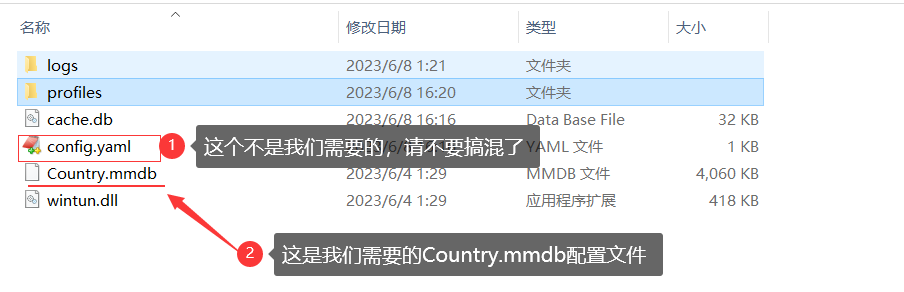 名称 修改日期 类型 大小
logs 2023/6/8 1:21 文件夹
profiles 2023/6/8 16:20 文件夹
cache.db 2023/6/8 16:16 Data Base File 32 KB
config.yaml 1 这个不是我们需要的，请不要搞混了 YAML 文件 1 KB
Country.mmdb 2023/6/4 1:29 MMDB 文件 4,060 KB
wintun.dll 2023/6/4 1:29 应用程序扩展 418 KB
2 这是我们需要的Country.mmdb配置文件